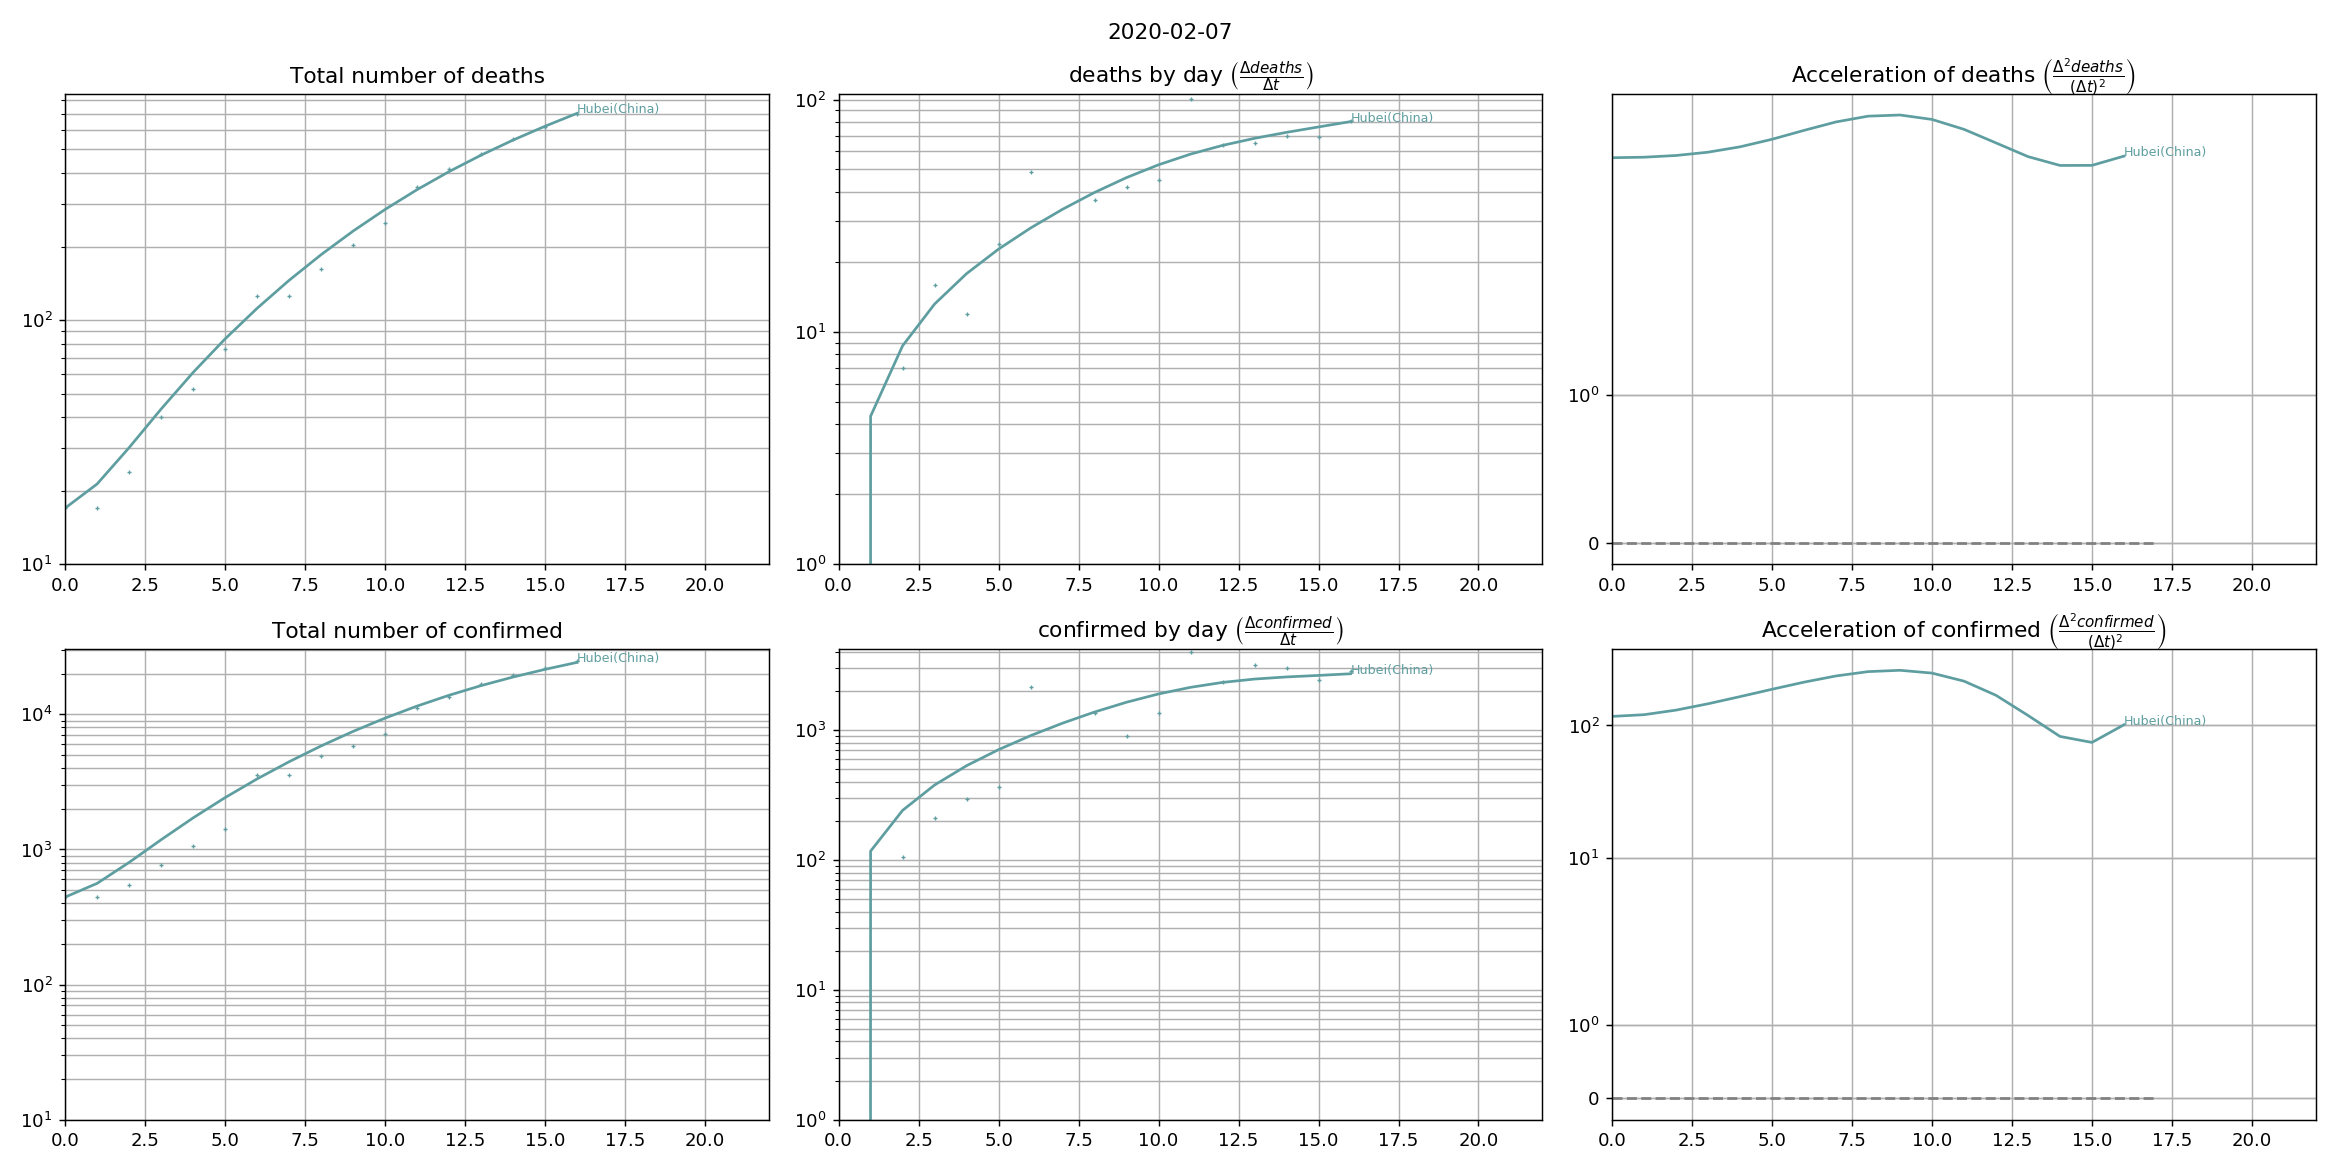 2020-02-07
Total number of deaths
Hubei(China)
10²
10¹
0.0 2.5 5.0 7.5 10.0 12.5 15.0 17.5 20.0
deaths by day (Δdeaths/Δt)
Hubei(China)
10²
10¹
10⁰
0.0 2.5 5.0 7.5 10.0 12.5 15.0 17.5 20.0
Acceleration of deaths (Δ²deaths/(Δt)²)
Hubei(China)
10⁰
0
0.0 2.5 5.0 7.5 10.0 12.5 15.0 17.5 20.0
Total number of confirmed
Hubei(China)
10⁴
10³
10²
10¹
0.0 2.5 5.0 7.5 10.0 12.5 15.0 17.5 20.0
confirmed by day (Δconfirmed/Δt)
Hubei(China)
10³
10²
10¹
10⁰
0.0 2.5 5.0 7.5 10.0 12.5 15.0 17.5 20.0
Acceleration of confirmed (Δ²confirmed/(Δt)²)
Hubei(China)
10²
10¹
10⁰
0
0.0 2.5 5.0 7.5 10.0 12.5 15.0 17.5 20.0